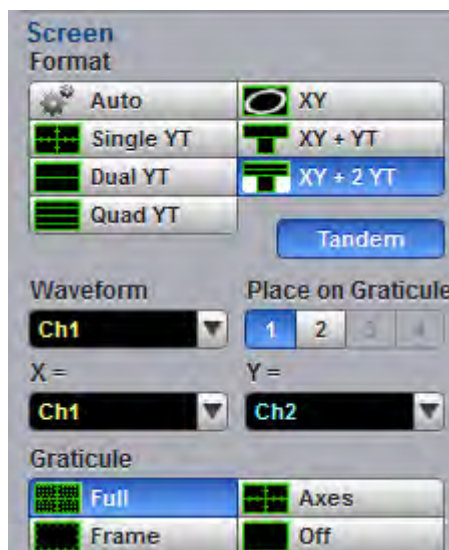 Screen
Format
Auto XY
Single YT XY + YT
Dual YT XY + 2 YT
Quad YT
Tandem
Waveform Place on Graticule
Ch1 1 2 3 4
X = Y =
Ch1 Ch2
Graticule
Full Axes
Frame Off